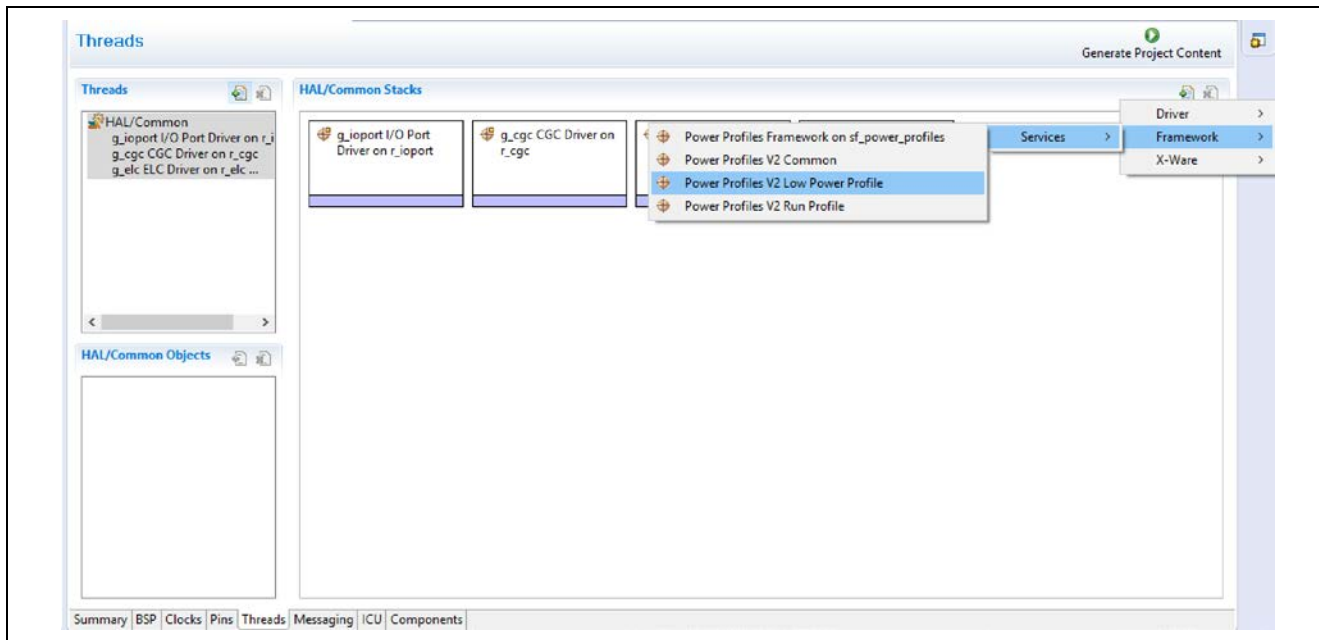 Threads
Generate Project Content
Threads
HAL/Common
g_ioport I/O Port Driver on r_i
g_cgc CGC Driver on r_cgc
g_elc ELC Driver on r_elc ...
HAL/Common Stacks
g_ioport I/O Port
Driver on r_ioport
g_cgc CGC Driver on
r_cgc
Power Profiles Framework on sf_power_profiles
Power Profiles V2 Common
Power Profiles V2 Low Power Profile
Power Profiles V2 Run Profile
Services >
Driver >
Framework >
X-Ware >
< >
HAL/Common Objects
Summary BSP Clocks Pins Threads Messaging ICU Components